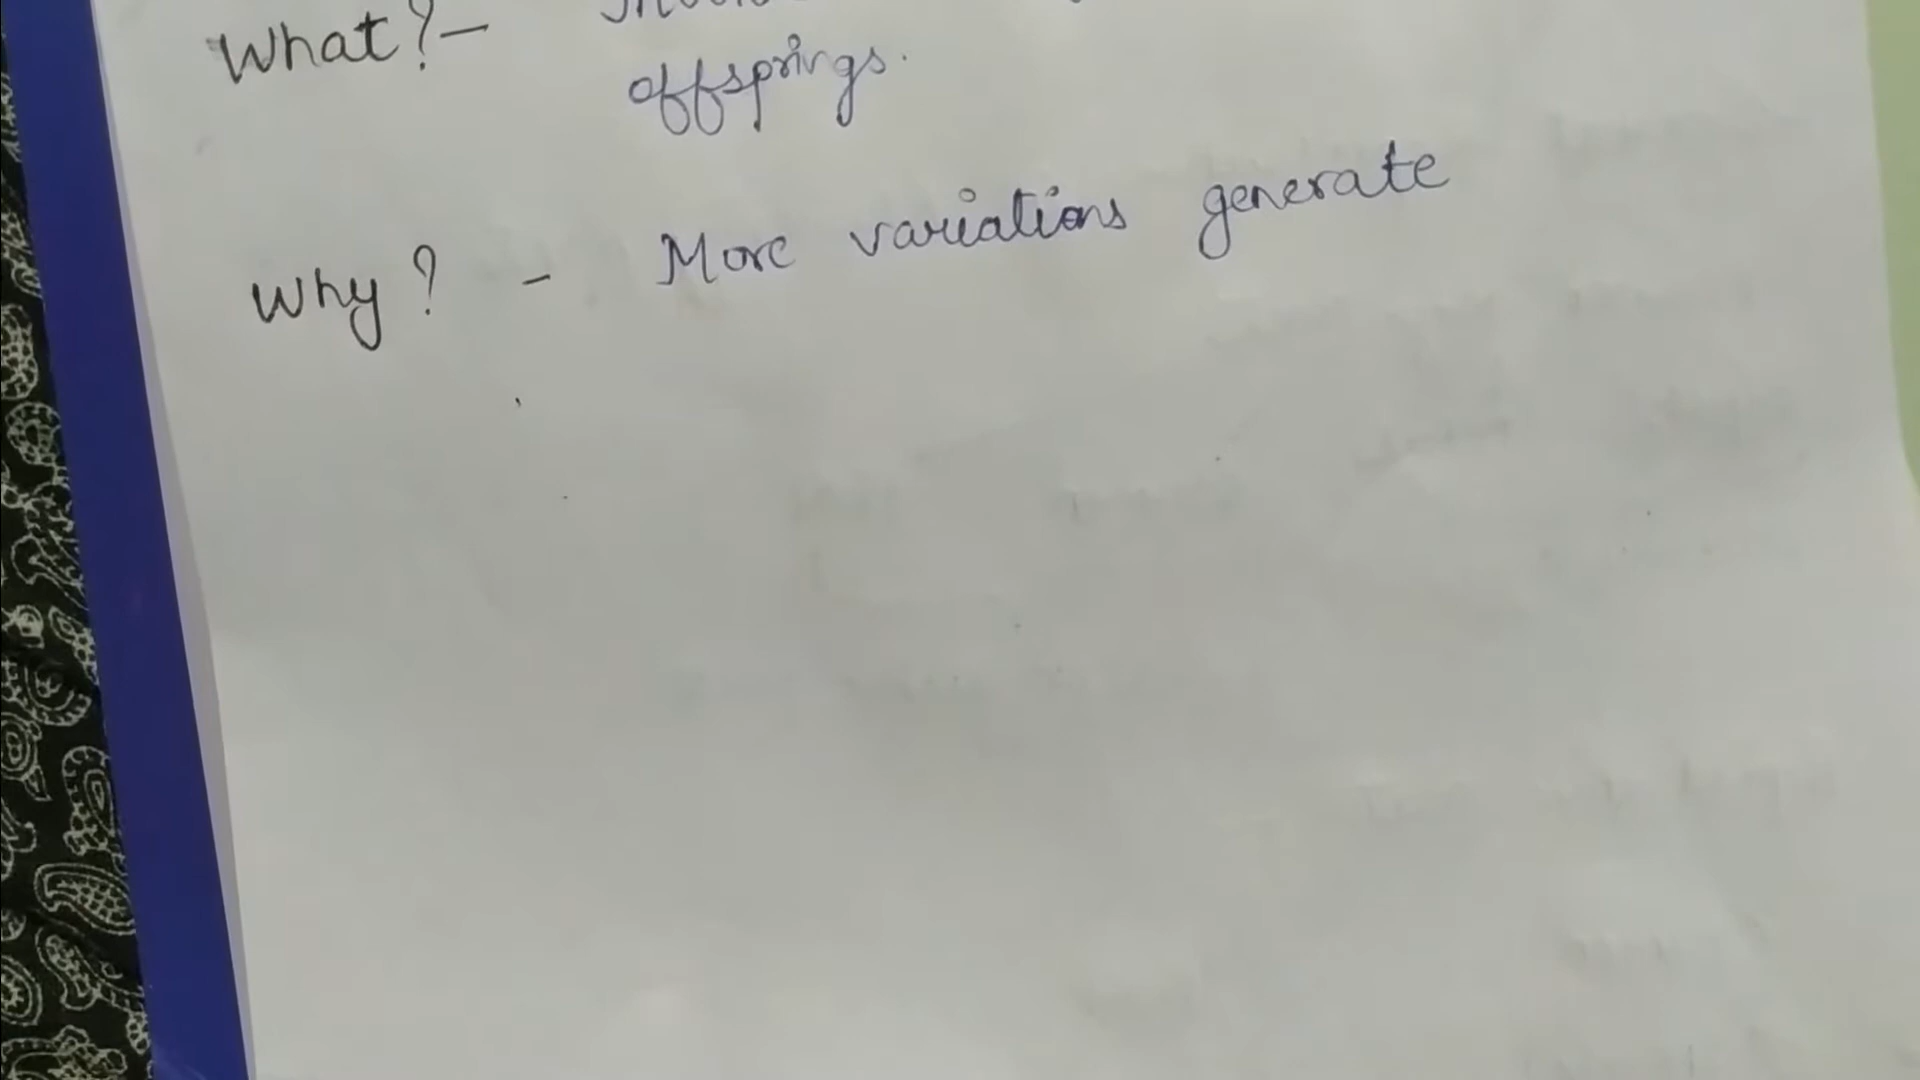 What? -
offsprings.
Why? - More variations generate